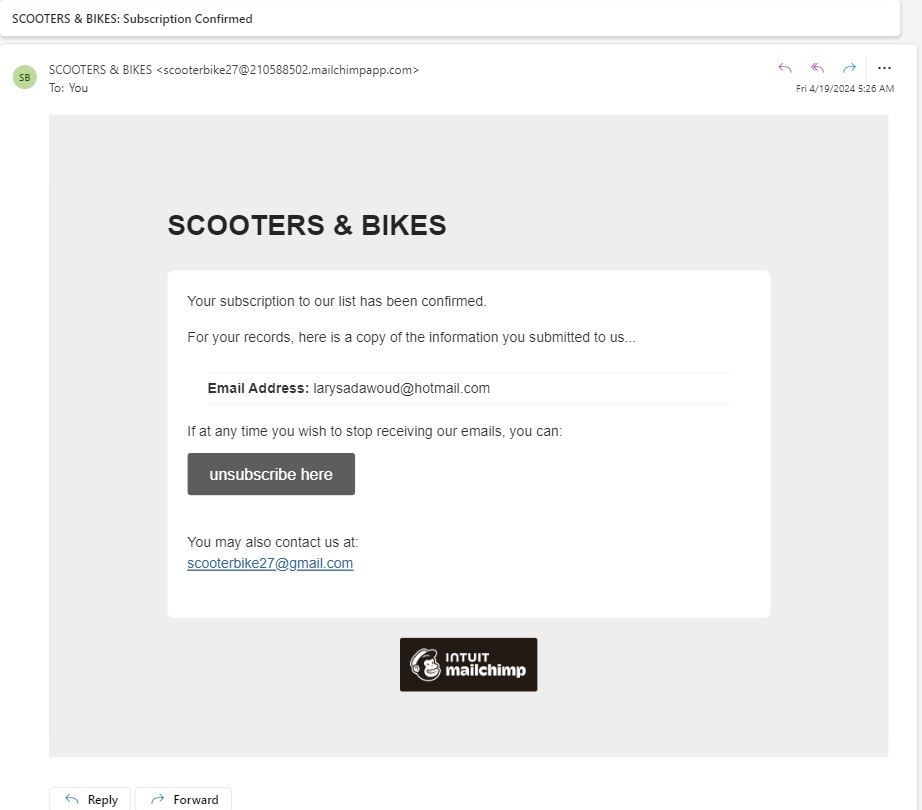 SCOOTERS & BIKES: Subscription Confirmed
SB
SCOOTERS & BIKES <scooterbike27@210588502.mailchimpapp.com>
To: You
Fri 4/19/2024 5:26 AM
SCOOTERS & BIKES
Your subscription to our list has been confirmed.
For your records, here is a copy of the information you submitted to us...
Email Address: larysadawoud@hotmail.com
If at any time you wish to stop receiving our emails, you can:
unsubscribe here
You may also contact us at:
scooterbike27@gmail.com
INTUIT
mailchimp
Reply
Forward